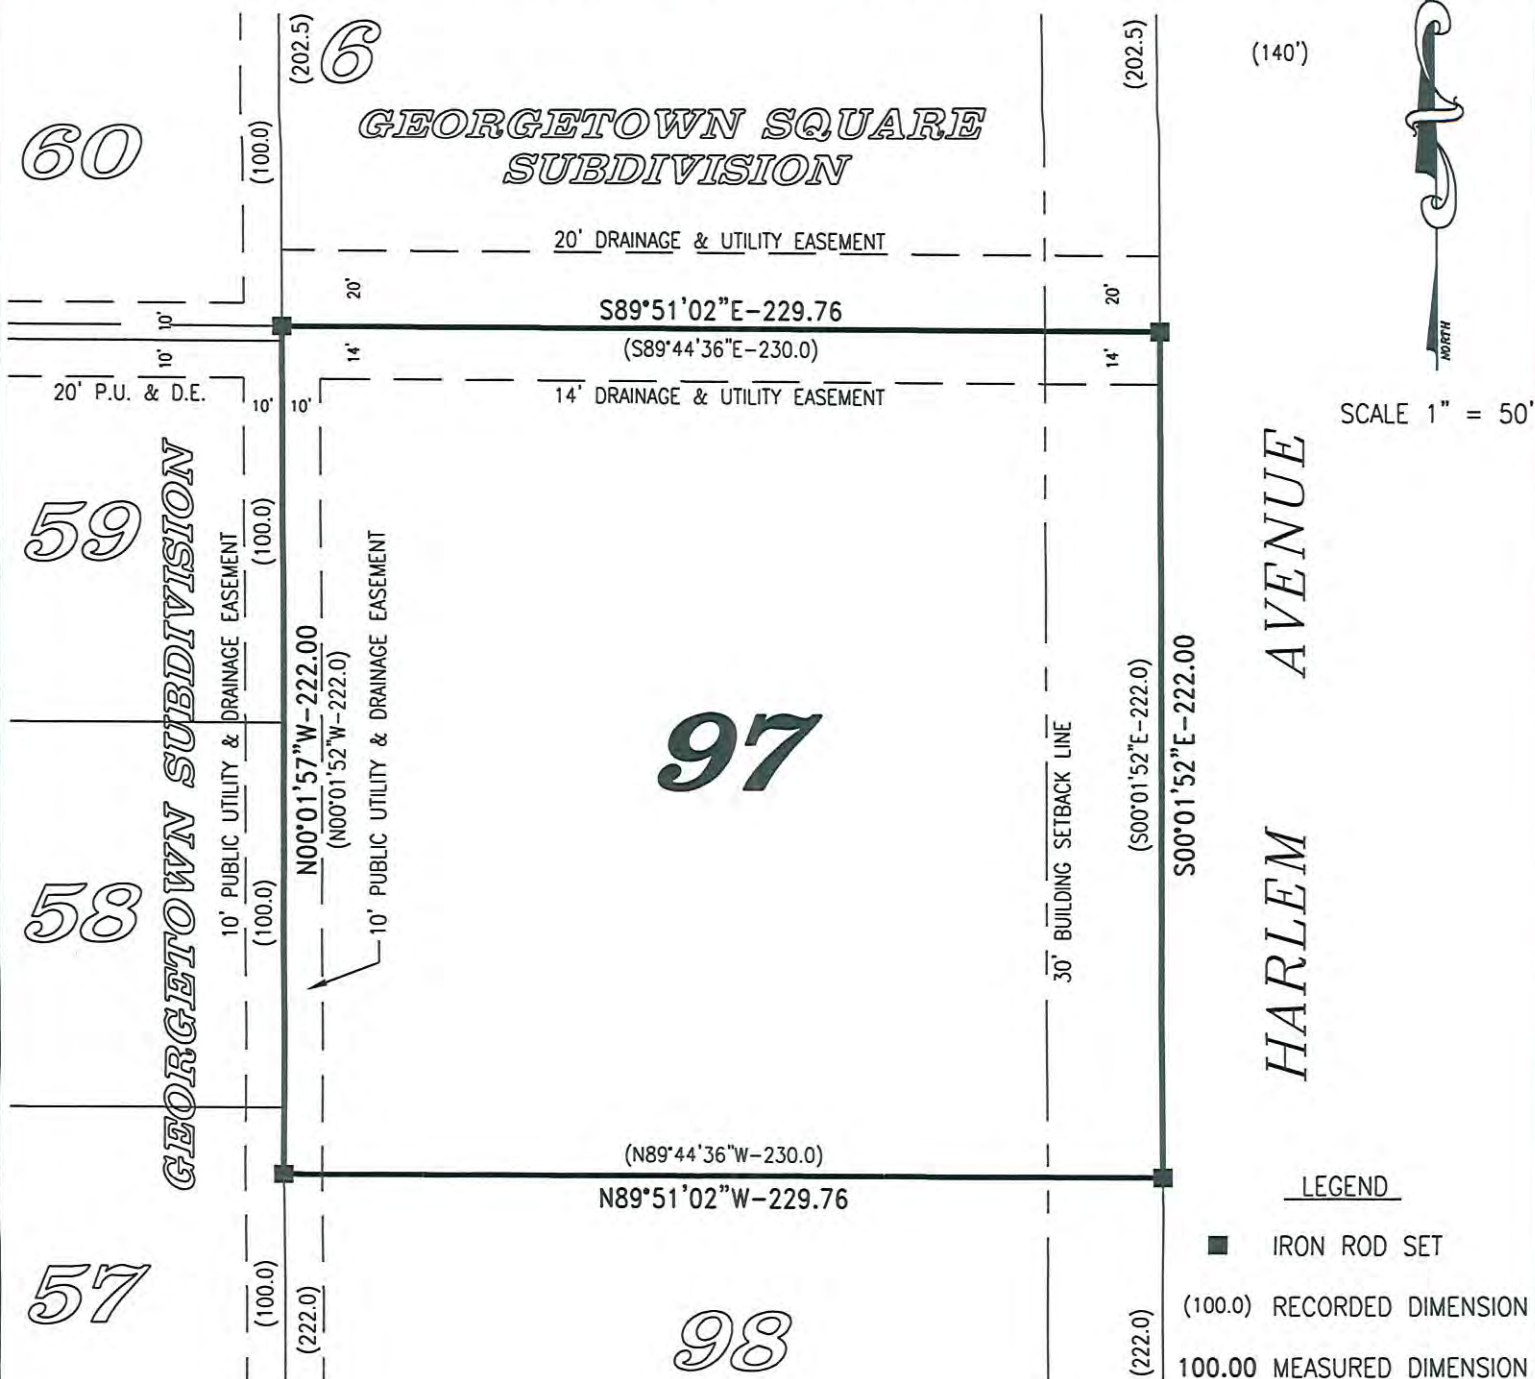 (202.5)
6
(202.5)
(140')
60
(100.0)
GEORGETOWN SQUARE
SUBDIVISION
20' DRAINAGE & UTILITY EASEMENT
20'
20'
S89°51'02"E-229.76
(S89°44'36"E-230.0)
NORTH
SCALE 1" = 50'
10'
10'
14'
14'
20' P.U. & D.E.
10'
10'
14' DRAINAGE & UTILITY EASEMENT
59
GEORGETOWN SUBDIVISION
10' PUBLIC UTILITY & DRAINAGE EASEMENT
(100.0)
N00°01'57"W-222.00
(N00°01'52"W-222.0)
10' PUBLIC UTILITY & DRAINAGE EASEMENT
97
30' BUILDING SETBACK LINE
(S00°01'52"E-222.0)
S00°01'52"E-222.00
HARLEM AVENUE
58
(100.0)
(N89°44'36"W-230.0)
N89°51'02"W-229.76
57
(100.0)
(222.0)
98
(222.0)
LEGEND
IRON ROD SET
(100.0) RECORDED DIMENSION
100.00 MEASURED DIMENSION